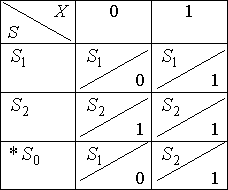 X 0 1
S
S₁ S₁ 0 S₁ 1
S₂ S₂ 1 S₂ 1
*S₀ S₁ 0 S₂ 1